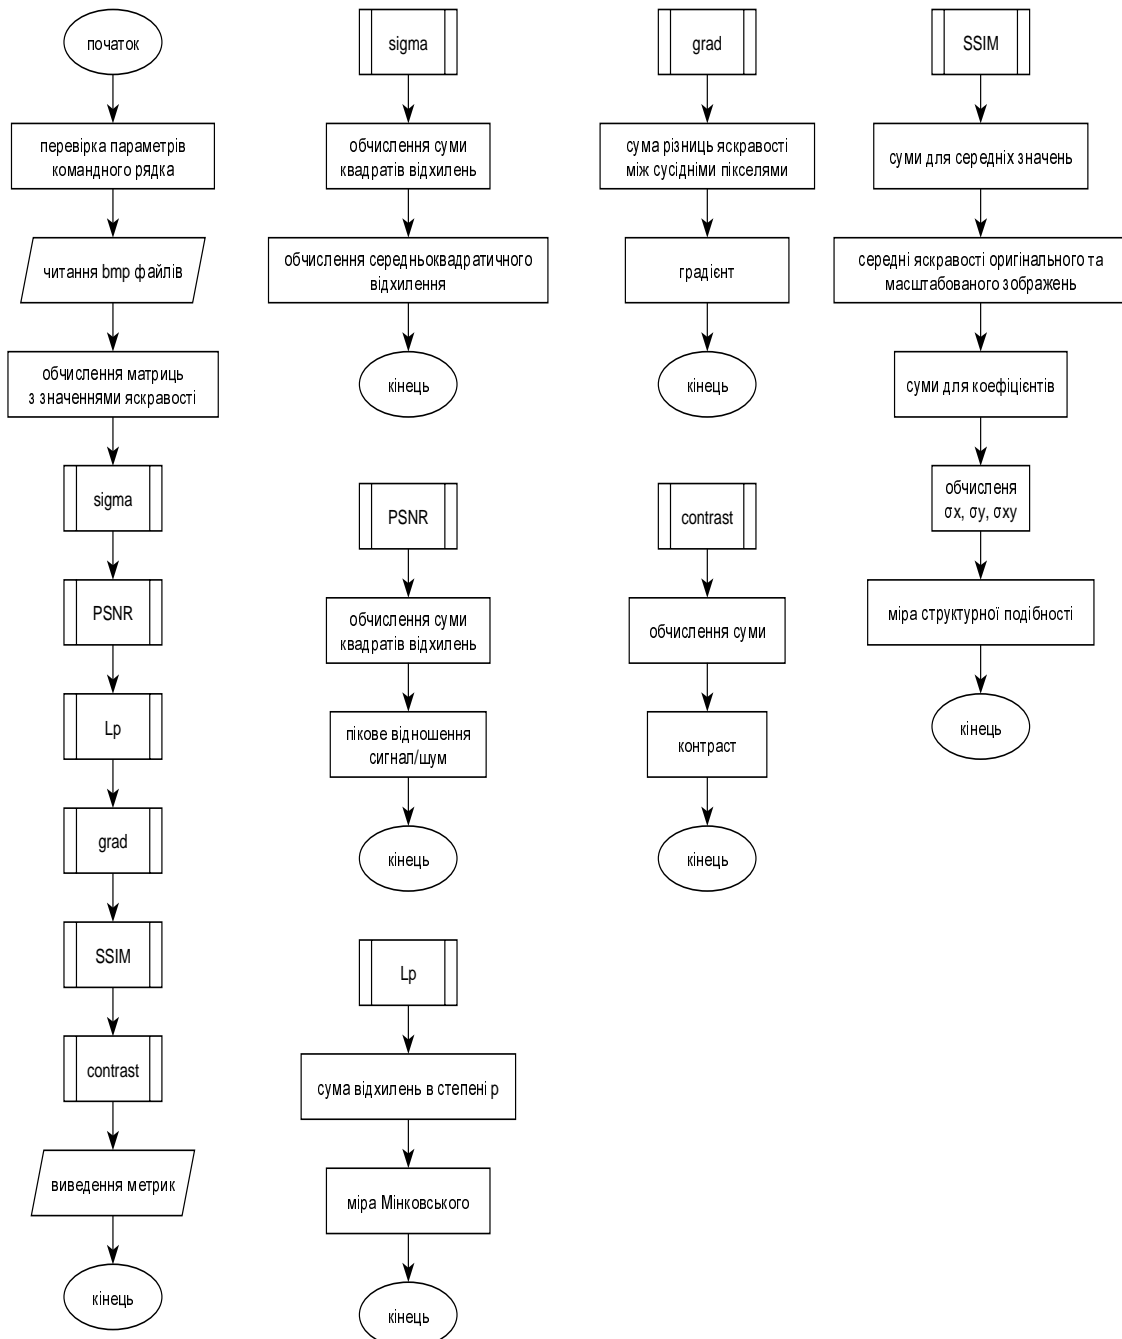 початок
перевірка параметрів
командного рядка
читання bmp файлів
обчислення матриць
з значеннями яскравості
sigma
PSNR
Lp
grad
SSIM
contrast
виведення метрик
кінець
sigma
обчислення суми
квадратів відхилень
обчислення середньоквадратичного
відхилення
кінець
PSNR
обчислення суми
квадратів відхилень
пікове відношення
сигнал/шум
кінець
Lp
сума відхилень в степені p
міра Мінковського
кінець
grad
сума різниць яскравості
між сусідніми пікселями
градієнт
кінець
contrast
обчислення суми
контраст
кінець
SSIM
суми для середніх значень
середні яскравості оригінального та
масштабованого зображень
суми для коефіцієнтів
обчисленя
σx, σy, σxy
міра структурної подібності
кінець